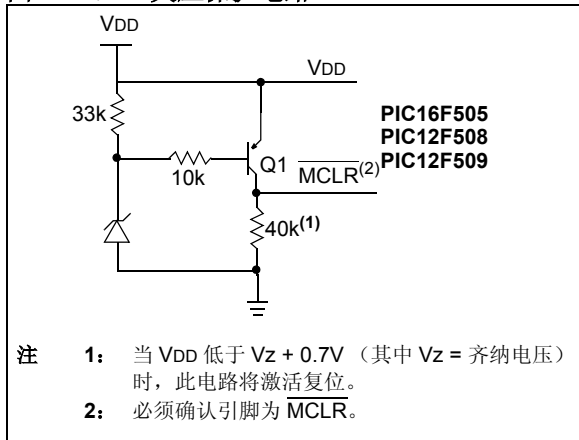 VDD
VDD
33k
PIC16F505
PIC12F508
Q1 MCLR(2) PIC12F509
10k
40k(1)
注 1： 当 VDD 低于 Vz + 0.7V （其中 Vz = 齐纳电压）
时，此电路将激活复位。
2： 必须确认引脚为 MCLR。